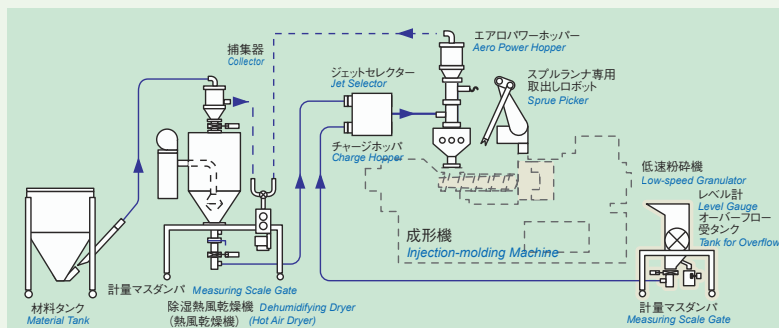 エアロパワーホッパー
Aero Power Hopper
捕集器
Collector
ジェットセレクター
Jet Selector
スプルランナ専用
取出しロボット
Sprue Picker
チャージホッパ
Charge Hopper
低速粉砕機
Low-speed Granulator
レベル計
Level Gauge
オーバーフロー
受タンク
Tank for Overflow
成形機
Injection-molding Machine
計量マスダンパ Measuring Scale Gate
材料タンク
Material Tank
除湿熱風乾燥機 Dehumidifying Dryer
(熱風乾燥機) (Hot Air Dryer)
計量マスダンパ
Measuring Scale Gate